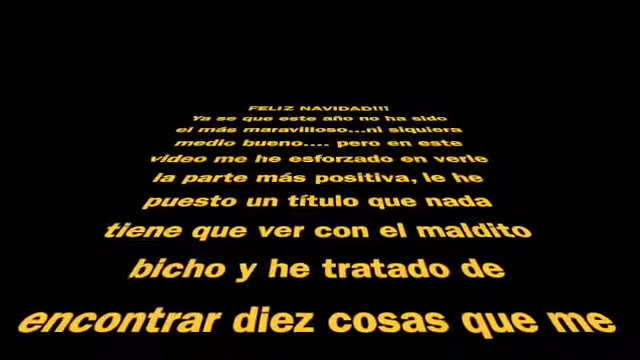 FELIZ NAVIDAD!!!
Ya se que este año no ha sido
el más maravilloso...ni siquiera
medio bueno.... pero en este
video me he esforzado en verle
la parte más positiva, le he
puesto un título que nada
tiene que ver con el maldito
bicho y he tratado de
encontrar diez cosas que me